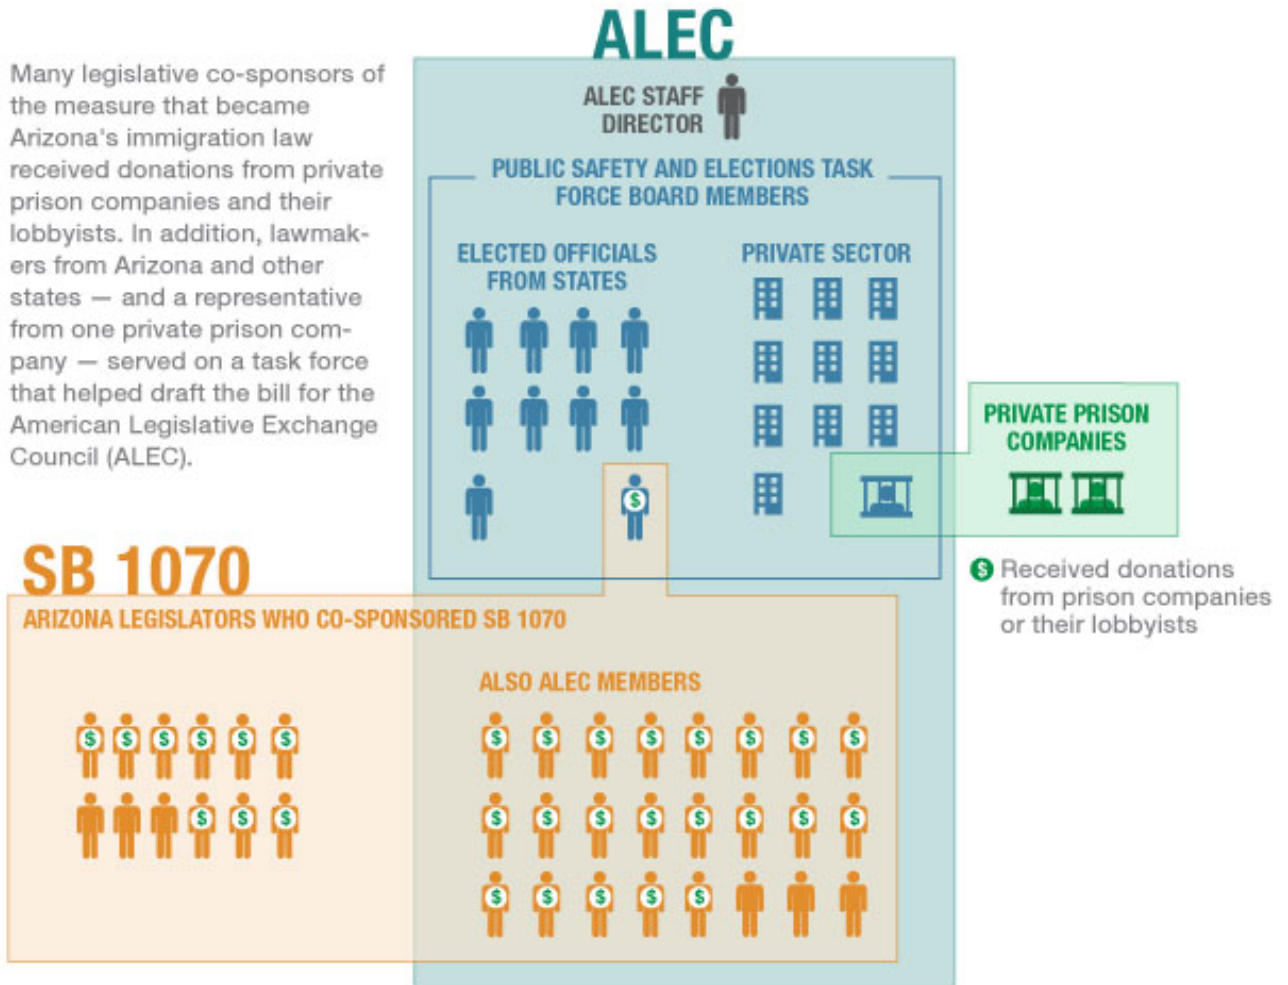 ALEC
Many legislative co-sponsors of
the measure that became
Arizona's immigration law
received donations from private
prison companies and their
lobbyists. In addition, lawmak-
ers from Arizona and other
states — and a representative
from one private prison com-
pany — served on a task force
that helped draft the bill for the
American Legislative Exchange
Council (ALEC).
ALEC STAFF
DIRECTOR
PUBLIC SAFETY AND ELECTIONS TASK
FORCE BOARD MEMBERS
ELECTED OFFICIALS
FROM STATES
PRIVATE SECTOR
PRIVATE PRISON
COMPANIES
$
$ Received donations
from prison companies
or their lobbyists
SB 1070
ARIZONA LEGISLATORS WHO CO-SPONSORED SB 1070
ALSO ALEC MEMBERS
$ $ $ $ $ $
$ $ $
$ $ $ $ $ $ $ $
$ $ $ $ $ $ $ $
$ $ $ $ $